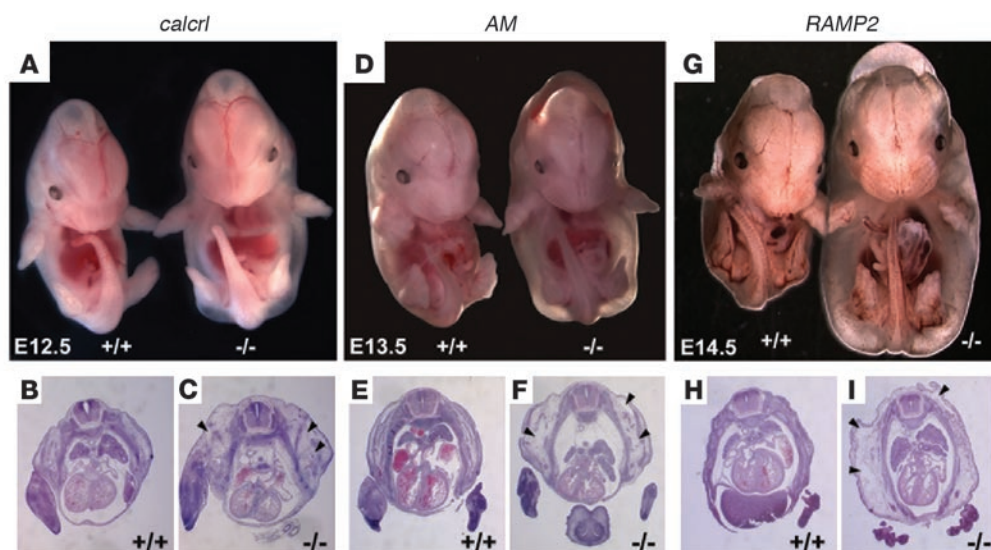 calcrl AM RAMP2
A D G
E12.5 +/+ -/- E13.5 +/+ -/- E14.5 +/+ -/-
B C E F H I
+/+ -/- +/+ -/- +/+ -/-